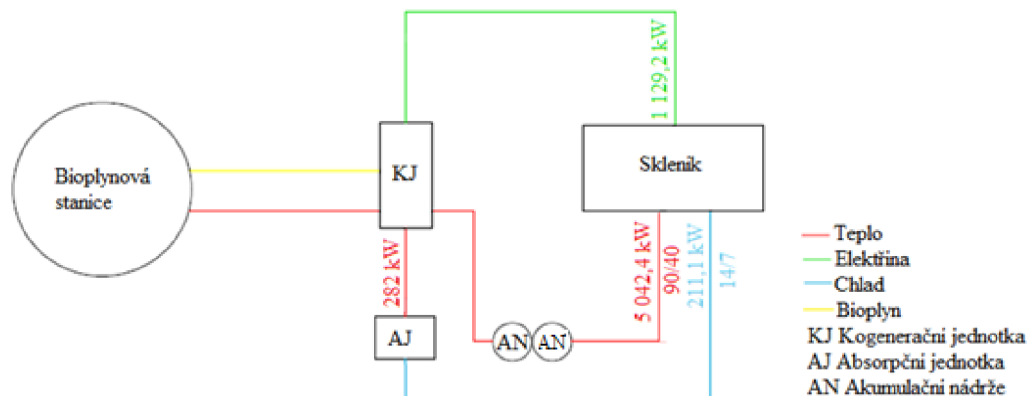 1 129,2 kW
Bioplynová
stanice
KJ
Skleník
282 kW
5 042,4 kW
90/40
211,1 kW
14/7
AJ
AN
AN
Teplo
Elektřina
Chlad
Bioplyn
KJ Kogenerační jednotka
AJ Absorpční jednotka
AN Akumulační nádrže